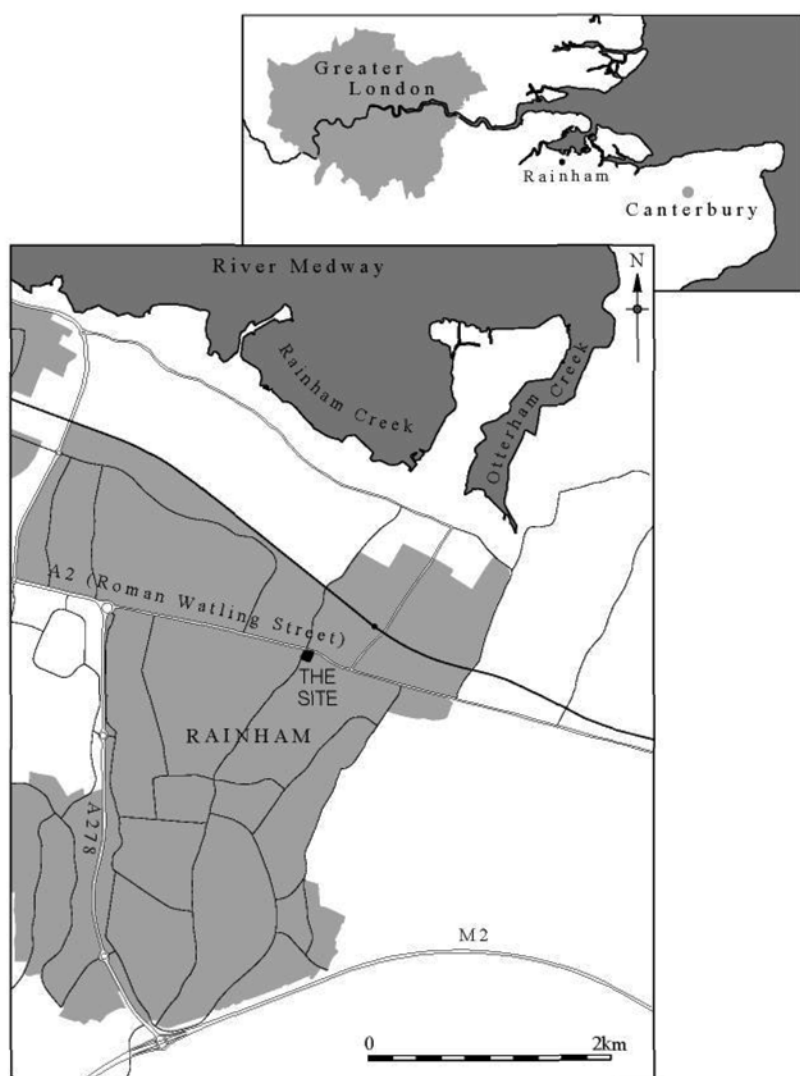 Greater
London
Rainham
Canterbury
River Medway
N
Rainham Creek
Otterham Creek
A2 (Roman Watling Street)
THE
SITE
RAINHAM
A278
M2
0 2km